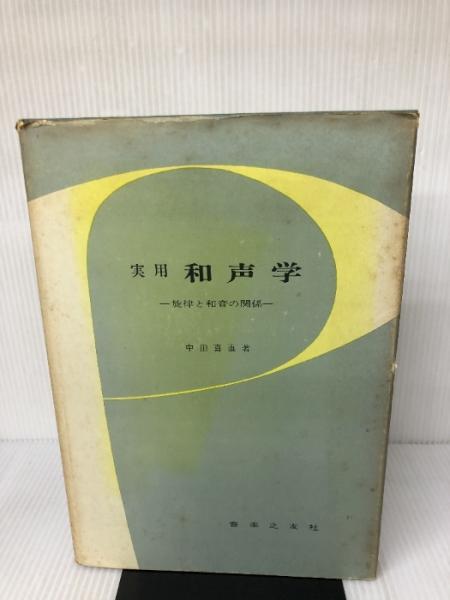 実用 和声学
―旋律と和音の関係―
中田喜直著
音楽之友社